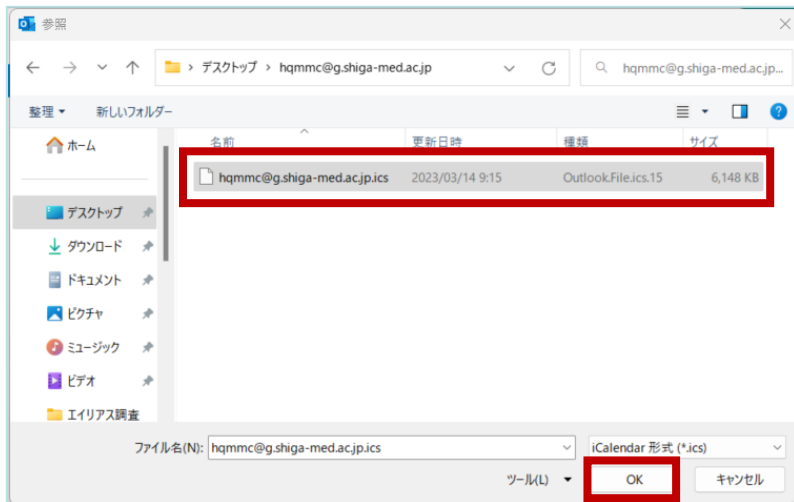 参照
デスクトップ › hqmmc@g.shiga-med.ac.jp
hqmmc@g.shiga-med.ac.jp...
整理 新しいフォルダー
名前 更新日時 種類 サイズ
hqmmc@g.shiga-med.ac.jp.ics 2023/03/14 9:15 Outlook.File.ics.15 6,148 KB
ホーム
デスクトップ
ダウンロード
ドキュメント
ピクチャ
ミュージック
ビデオ
エイリアス調査
ファイル名(N): hqmmc@g.shiga-med.ac.jp.ics iCalendar 形式 (*.ics)
ツール(L) OK キャンセル